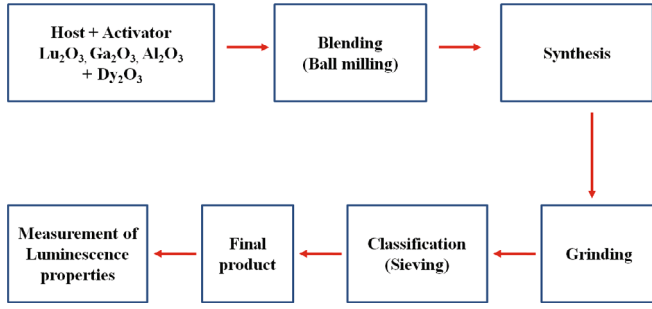 Host + Activator
Lu₂O₃, Ga₂O₃, Al₂O₃
+ Dy₂O₃
Blending
(Ball milling)
Synthesis
Grinding
Classification
(Sieving)
Final
product
Measurement of
Luminescence
properties